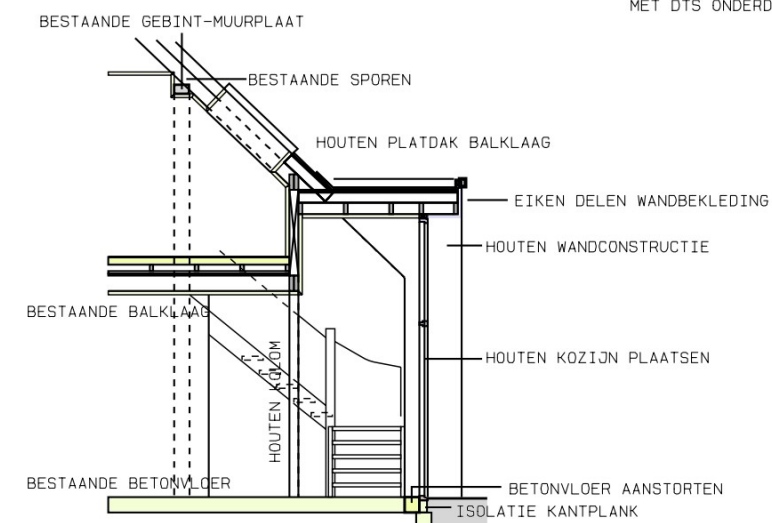 MET DTS ONDERD
BESTAANDE GEBINT-MUURPLAAT
BESTAANDE SPOREN
HOUTEN PLATDAK BALKLAAG
EIKEN DELEN WANDBEKLEDING
HOUTEN WANDCONSTRUCTIE
BESTAANDE BALKLAAG
HOUTEN KOZIJN PLAATSEN
HOUTEN KOLOM
BESTAANDE BETONVLOER
BETONVLOER AANSTORTEN
ISOLATIE KANTPLANK